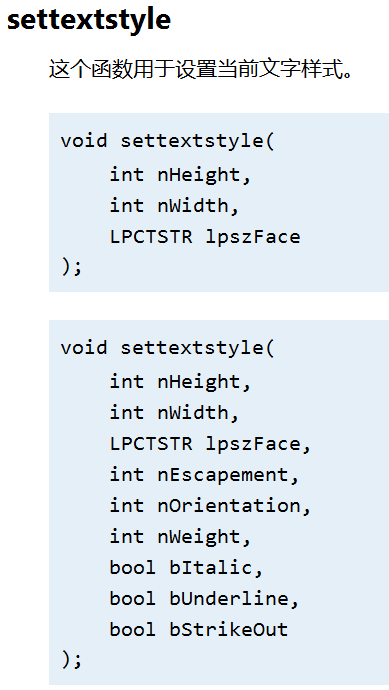 settextstyle
这个函数用于设置当前文字样式。
void settextstyle(
    int nHeight,
    int nWidth,
    LPCTSTR lpszFace
);
void settextstyle(
    int nHeight,
    int nWidth,
    LPCTSTR lpszFace,
    int nEscapement,
    int nOrientation,
    int nWeight,
    bool bItalic,
    bool bUnderline,
    bool bStrikeOut
);